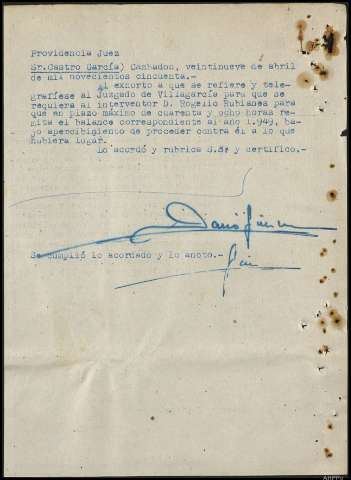 Providencia Juez
Sr.Castro García) Cambados, veintinueve de abril
de mil novecientos cincuenta.-
Al exhorto a que se refiere y tele-
grafíese al Juzgado de Villagarcía para que se
requiera al interventor D. Rogelio Rubianes para
que en plazo máximo de cuarenta y ocho horas re-
mita el balance correspondiente al año 1.949, ba-
jo apercibimiento de proceder contra él a lo que
hubiera lugar.
Lo acordó y rubrica S.Sª y certifico.-
Se cumplió lo acordado y lo anoto.-
AHPPO